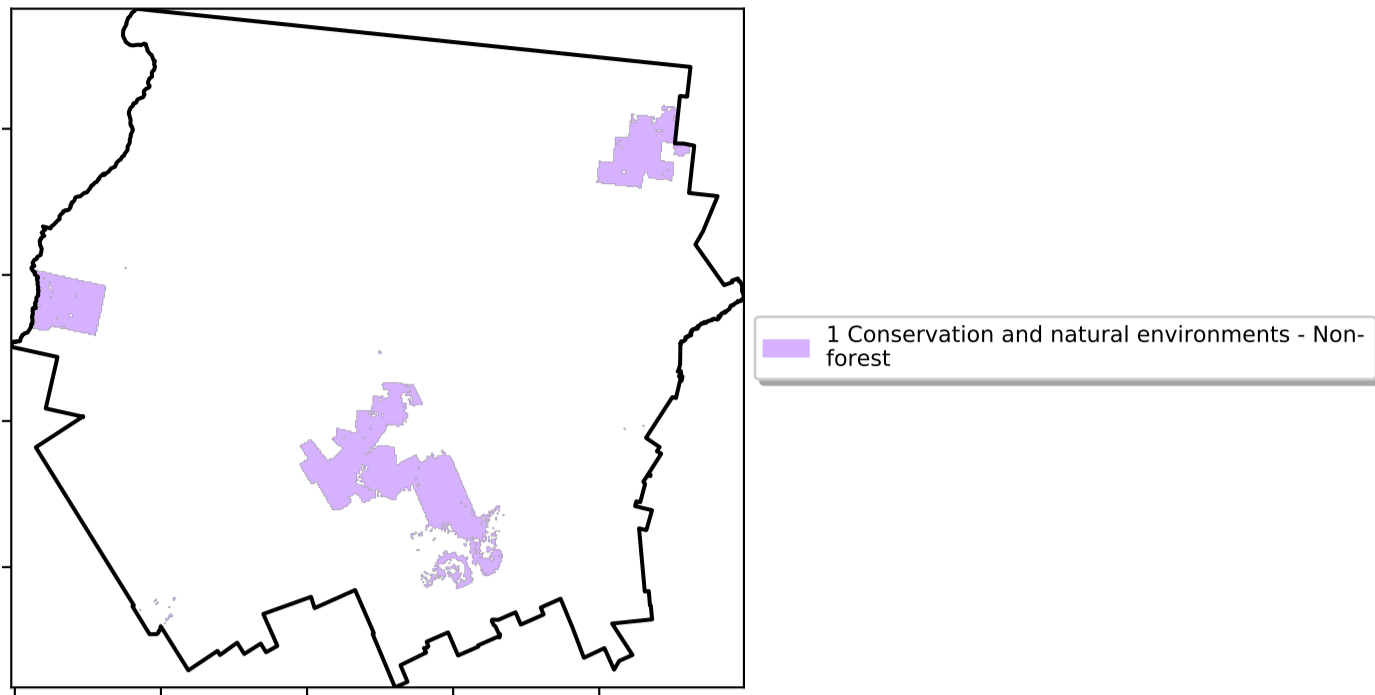 1 Conservation and natural environments - Non-
forest